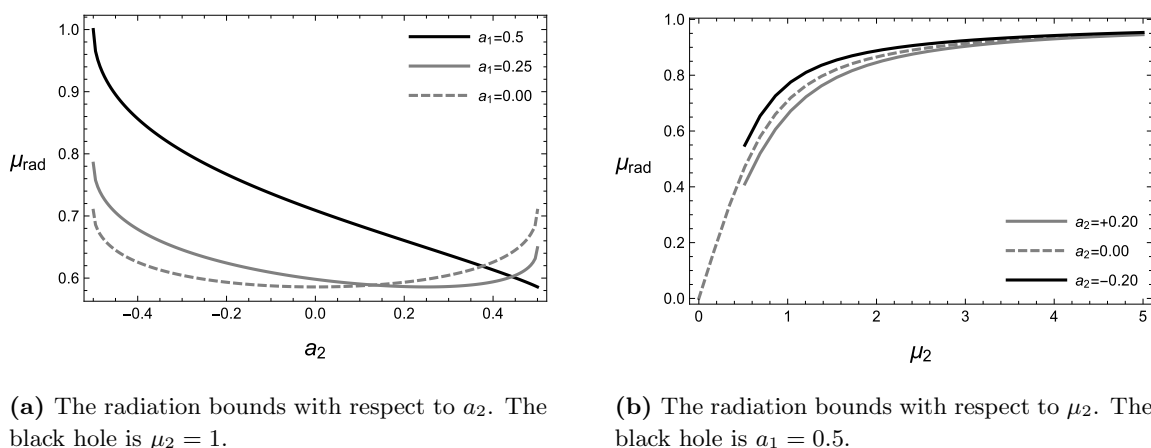 1.0
0.9
0.8
0.7
0.6
μrad
−0.4 −0.2 0.0 0.2 0.4
a2
a1=0.5
a1=0.25
a1=0.00
1.0
0.8
0.6
0.4
0.2
0.0
μrad
0 1 2 3 4 5
μ2
a2=+0.20
a2=0.00
a2=−0.20
(a) The radiation bounds with respect to a2. The
black hole is μ2 = 1.
(b) The radiation bounds with respect to μ2. The
black hole is a1 = 0.5.